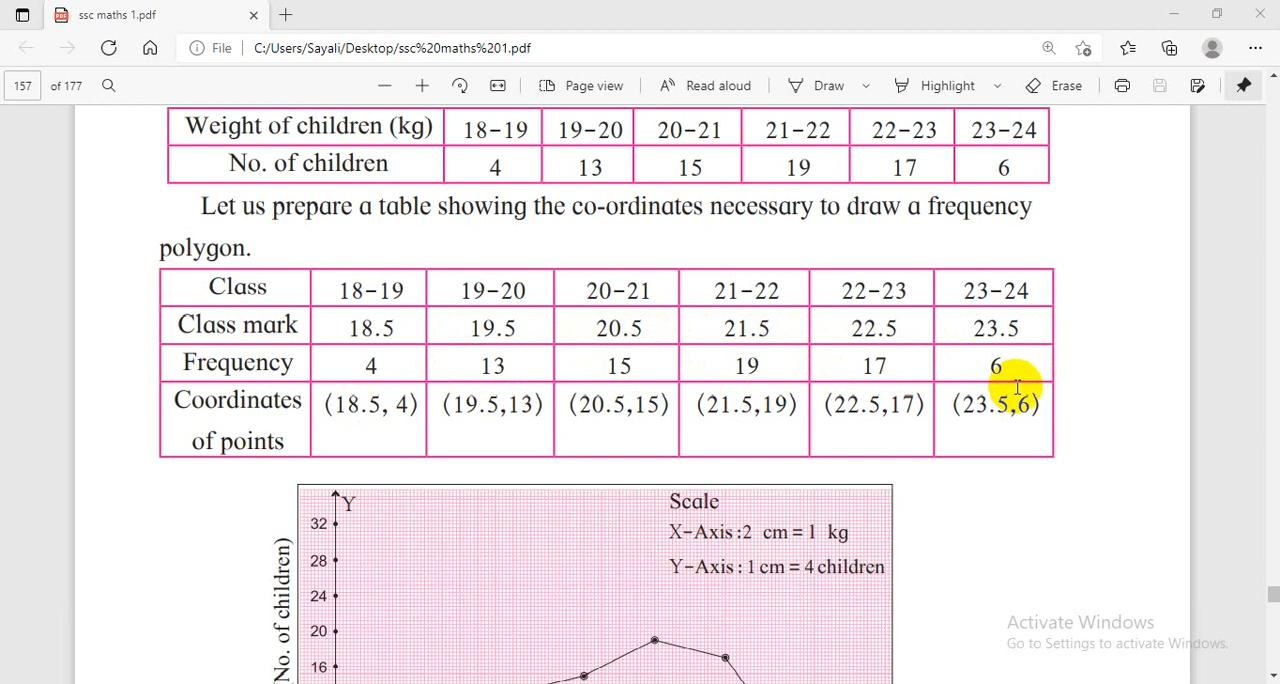 ssc maths 1.pdf
File C:/Users/Sayali/Desktop/ssc%20maths%201.pdf
157 of 177 Page view Read aloud Draw Highlight Erase
Weight of children (kg) 18-19 19-20 20-21 21-22 22-23 23-24
No. of children 4 13 15 19 17 6
Let us prepare a table showing the co-ordinates necessary to draw a frequency
polygon.
Class 18-19 19-20 20-21 21-22 22-23 23-24
Class mark 18.5 19.5 20.5 21.5 22.5 23.5
Frequency 4 13 15 19 17 6
Coordinates (18.5, 4) (19.5,13) (20.5,15) (21.5,19) (22.5,17) (23.5,6)
of points
Y
Scale
32
X-Axis:2 cm=1 kg
28
Y-Axis: 1cm=4children
24
20
16
(No. of children)
Activate Windows
Go to Settings to activate Windows.